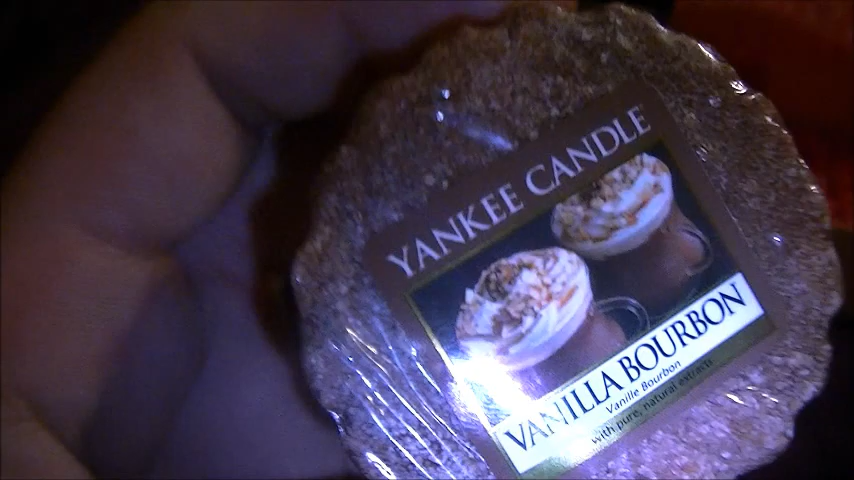 YANKEE CANDLE
VANILLA BOURBON
Vanille Bourbon
with pure, natural extracts